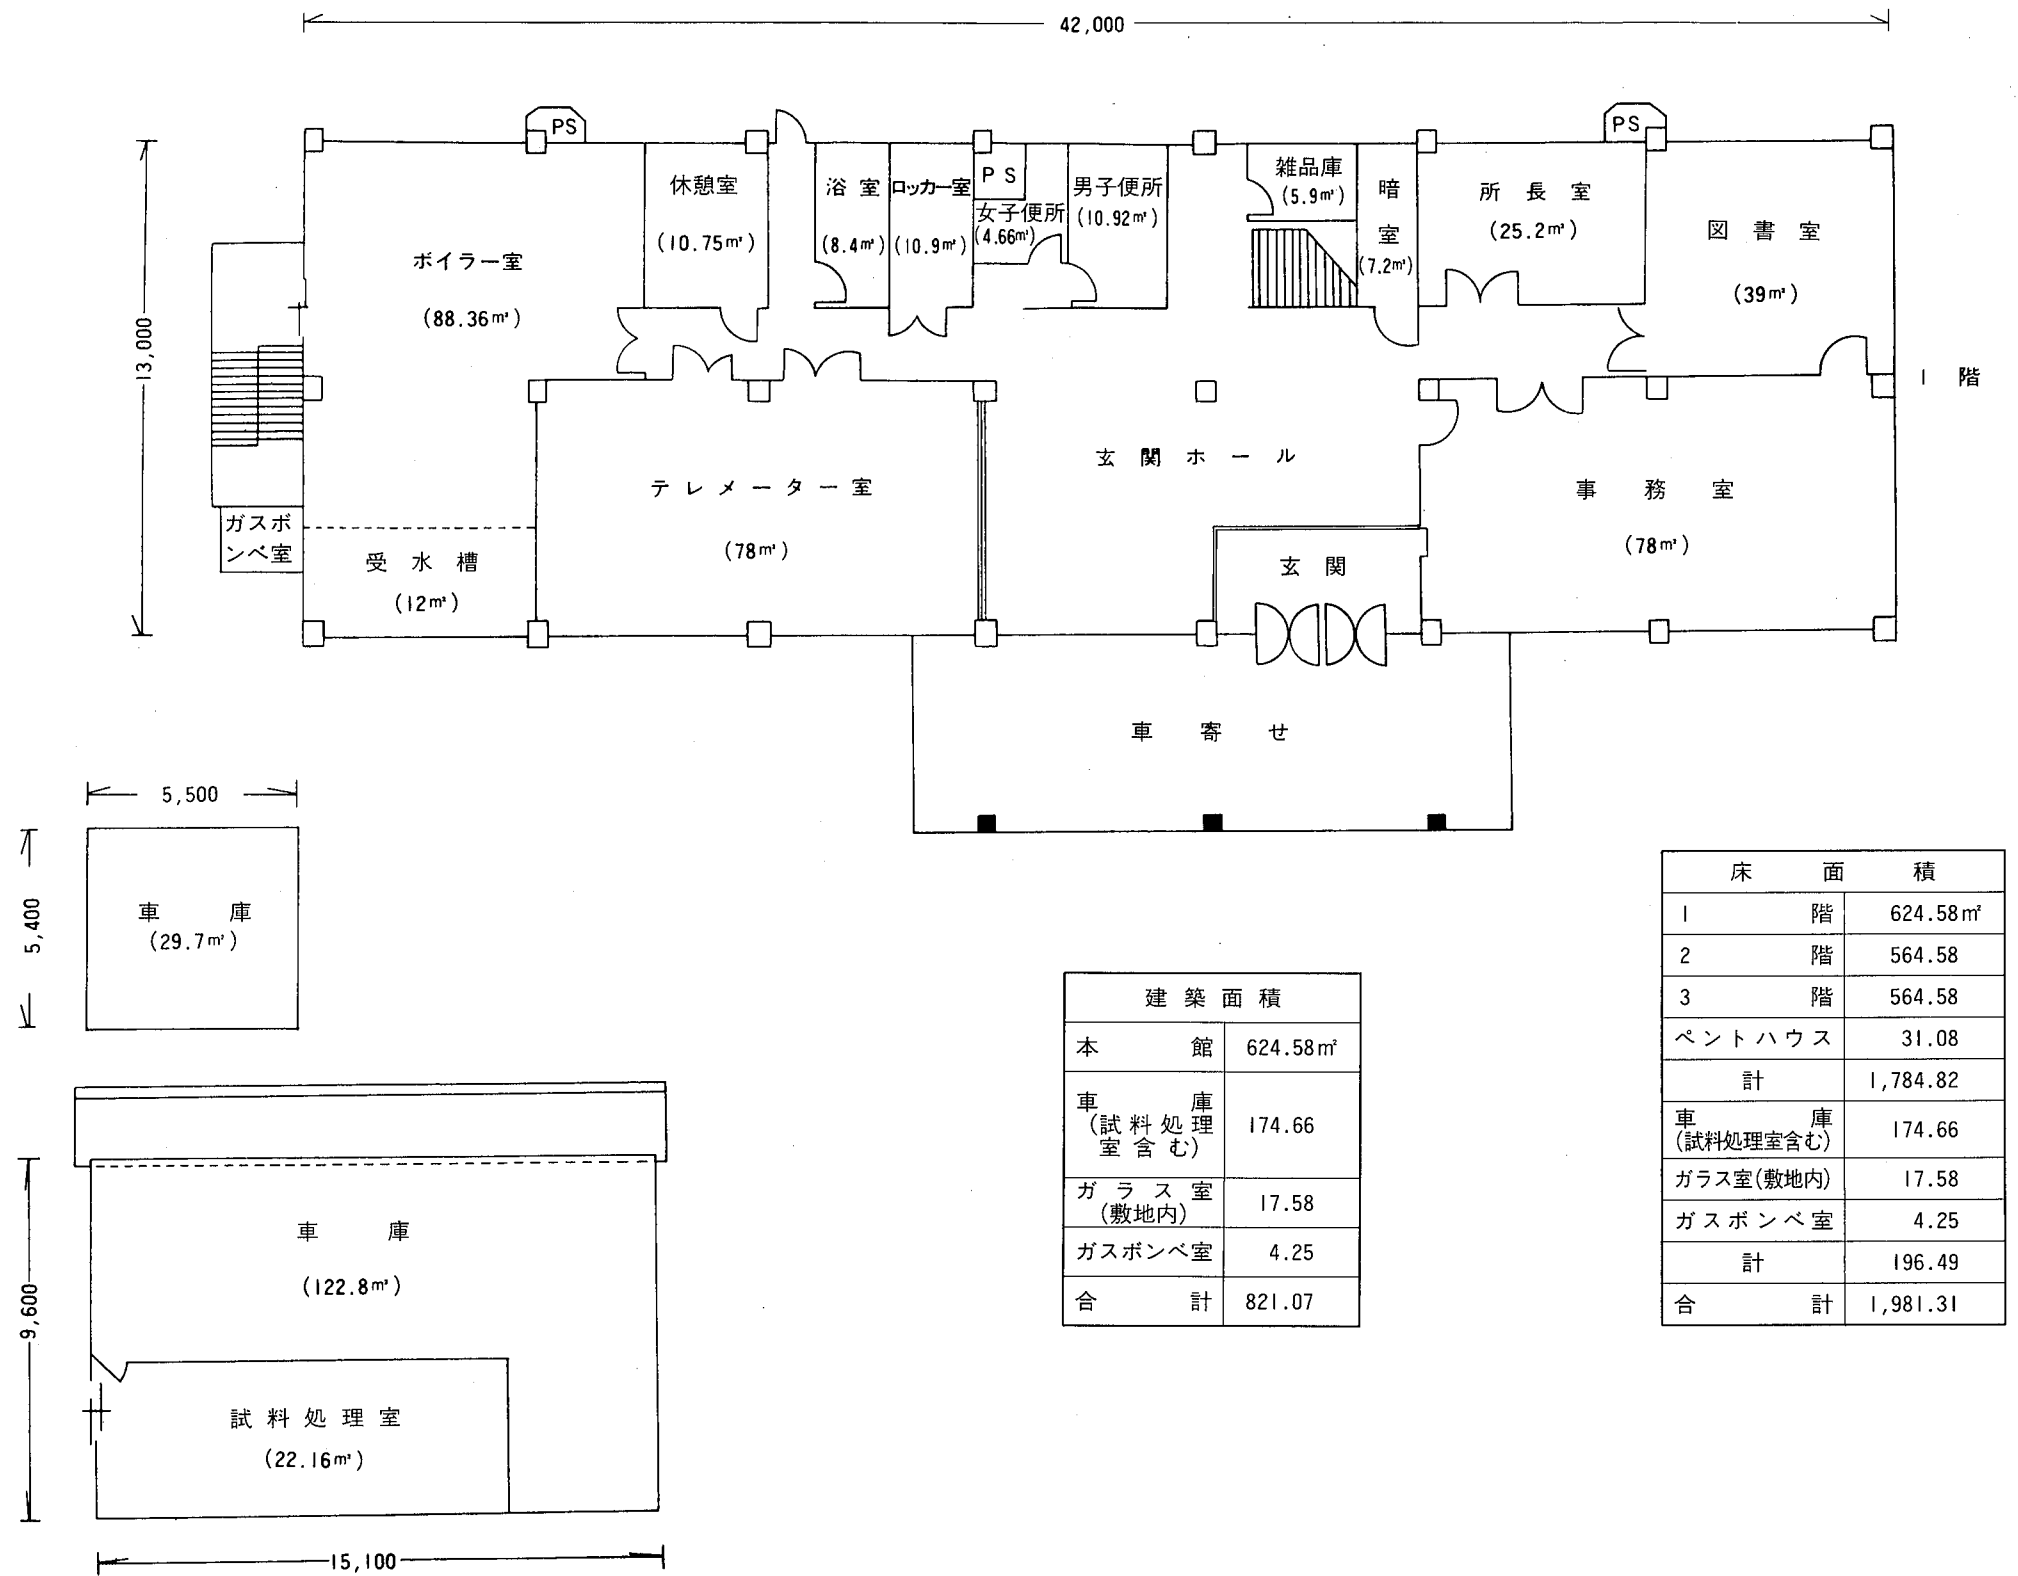 42,000
PS
PS
休憩室
(10.75㎡)
浴室
(8.4㎡)
ロッカー室
(10.9㎡)
PS
女子便所
(4.66㎡)
男子便所
(10.92㎡)
雑品庫
(5.9㎡)
暗室
(7.2㎡)
所長室
(25.2㎡)
図書室
(39㎡)
ボイラー室
(88.36㎡)
13,000
1階
玄関ホール
テレメーター室
(78㎡)
事務室
(78㎡)
ガスボ
ンベ室
受水槽
(12㎡)
玄関
車寄せ
5,500
5,400
車庫
(29.7㎡)
9,600
車庫
(122.8㎡)
試料処理室
(22.16㎡)
15,100
建築面積
本館 624.58㎡
車庫
(試料処理
室含む) 174.66
ガラス室
(敷地内) 17.58
ガスボンベ室 4.25
合計 821.07
床面積
1階 624.58㎡
2階 564.58
3階 564.58
ペントハウス 31.08
計 1,784.82
車庫
(試料処理室含む) 174.66
ガラス室(敷地内) 17.58
ガスボンベ室 4.25
計 196.49
合計 1,981.31